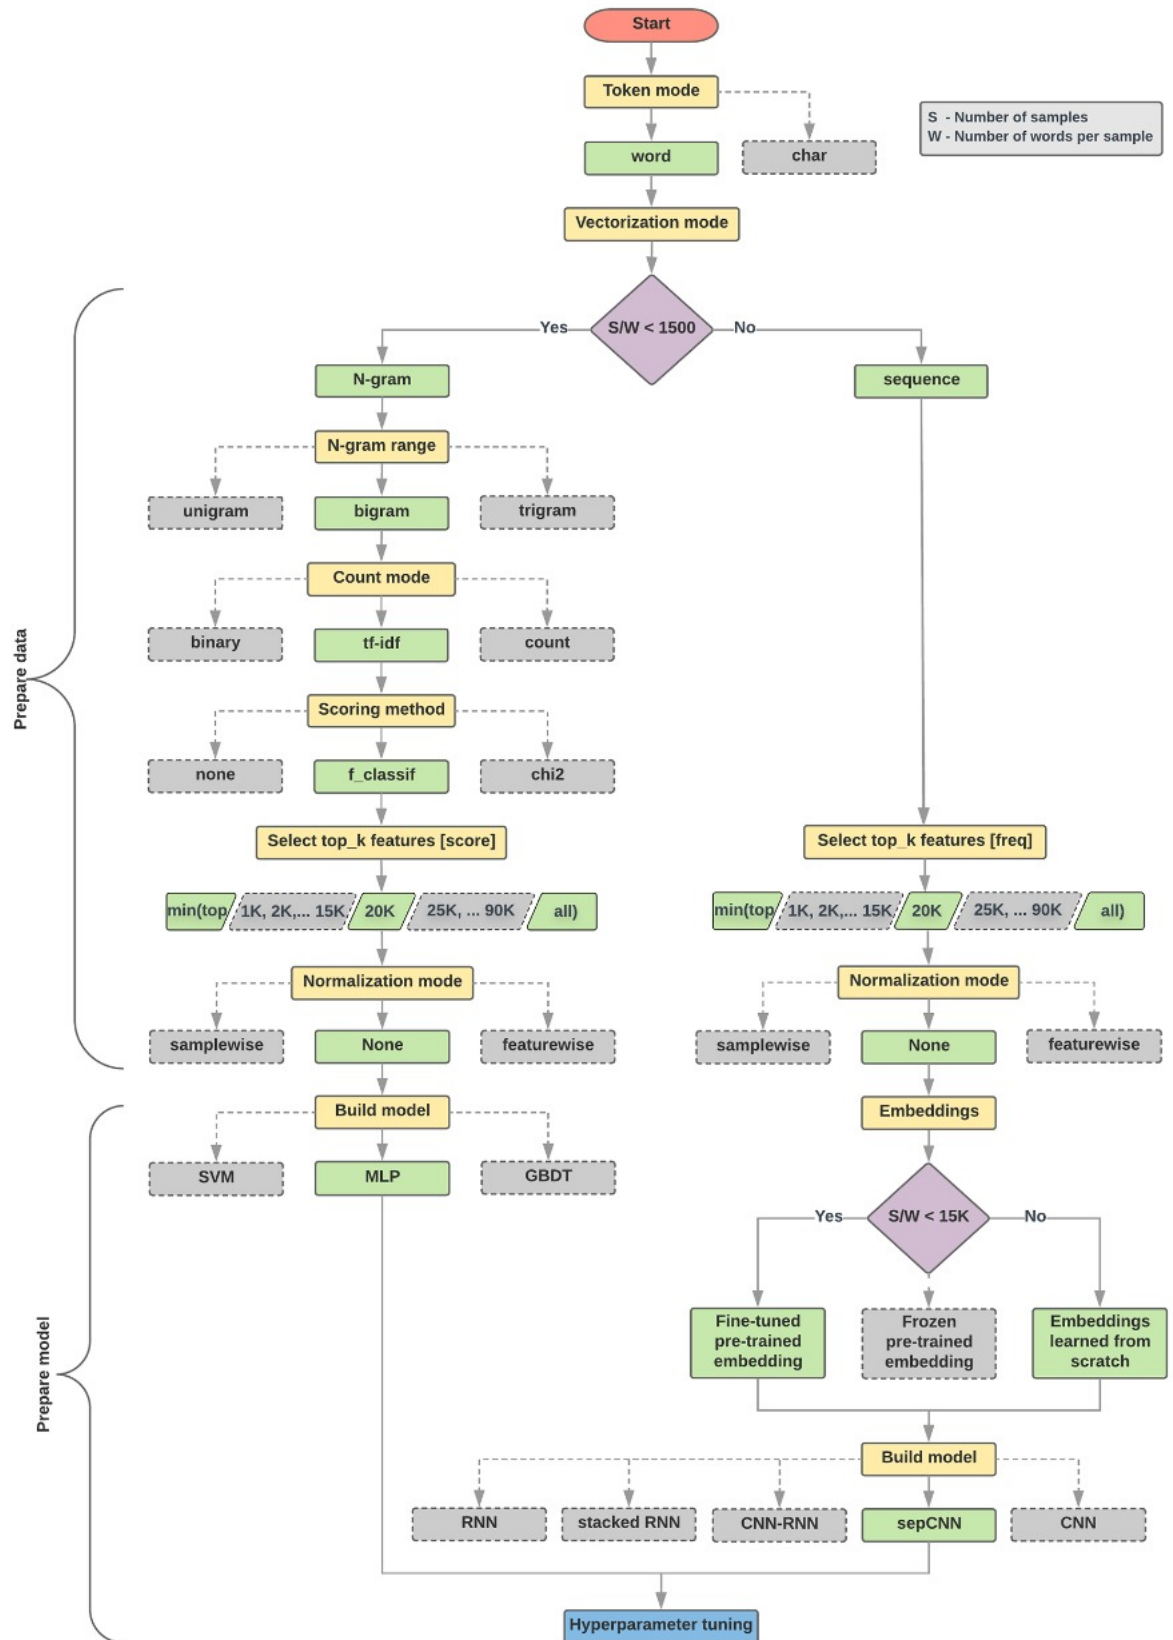 Start
Token mode
S - Number of samples
W - Number of words per sample
word
char
Vectorization mode
Yes
S/W < 1500
No
N-gram
sequence
N-gram range
unigram
bigram
trigram
Count mode
binary
tf-idf
count
Prepare data
Scoring method
none
f_classif
chi2
Select top_k features [score]
Select top_k features [freq]
min(top 1K, 2K,... 15K 20K 25K, ... 90K all)
min(top 1K, 2K,... 15K 20K 25K, ... 90K all)
Normalization mode
Normalization mode
samplewise
None
featurewise
samplewise
None
featurewise
Build model
Embeddings
SVM
MLP
GBDT
Yes
S/W < 15K
No
Prepare model
Fine-tuned
pre-trained
embedding
Frozen
pre-trained
embedding
Embeddings
learned from
scratch
Build model
RNN
stacked RNN
CNN-RNN
sepCNN
CNN
Hyperparameter tuning